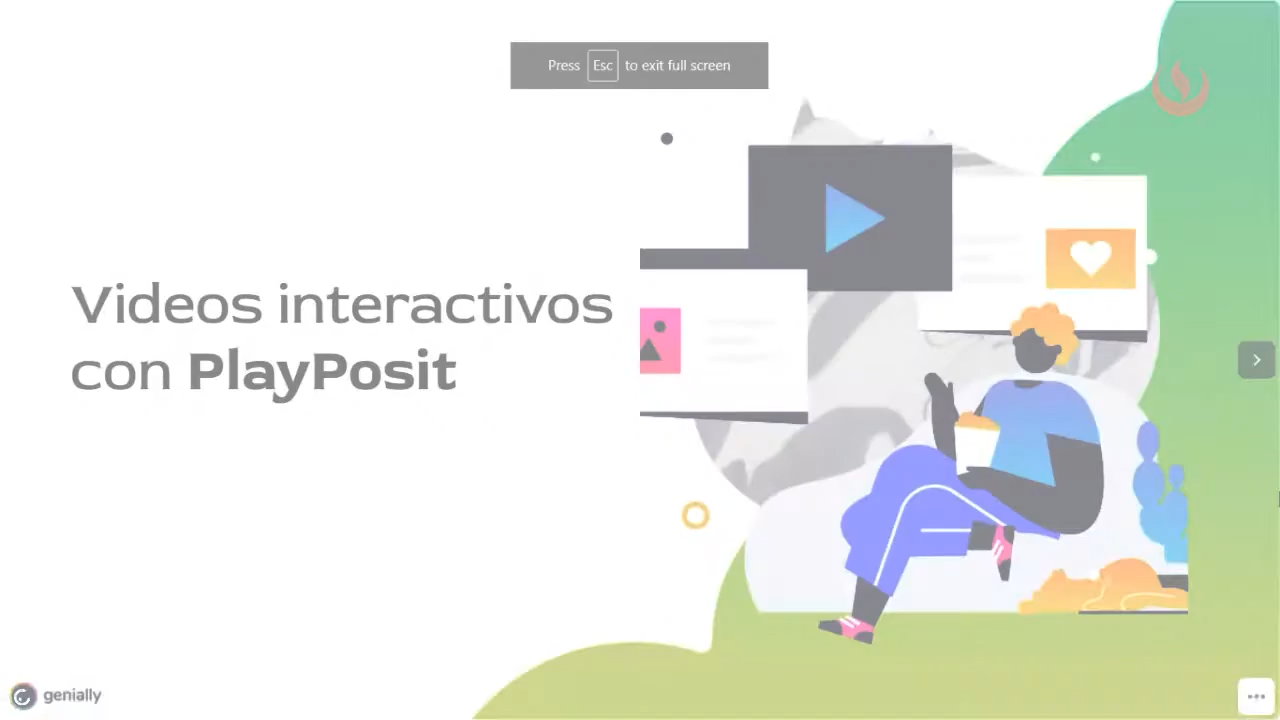 Press Esc to exit full screen
Videos interactivos
con PlayPosit
genially